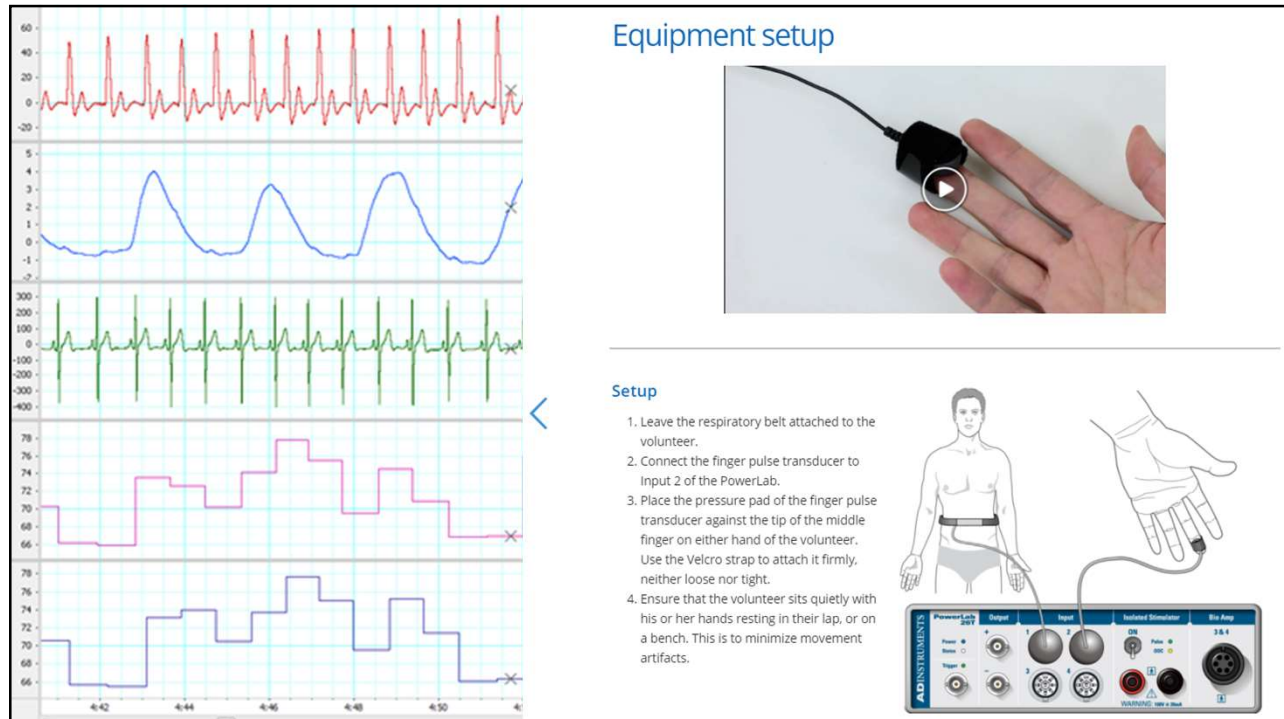 60
40
20
0
-20
5
4
3
2
1
0
-1
-2
300
200
100
0
-100
-200
-300
-400
78
76
74
72
70
68
66
78
76
74
72
70
68
66
4:42
4:44
4:46
4:48
4:50
Equipment setup
Setup
1. Leave the respiratory belt attached to the
volunteer.
2. Connect the finger pulse transducer to
Input 2 of the PowerLab.
3. Place the pressure pad of the finger pulse
transducer against the tip of the middle
finger on either hand of the volunteer.
Use the Velcro strap to attach it firmly,
neither loose nor tight.
4. Ensure that the volunteer sits quietly with
his or her hands resting in their lap, or on
a bench. This is to minimize movement
artifacts.
ADINSTRUMENTS
PowerLab
26T
Output
Input
Isolated Stimulator
Bio Amp
Power
Status
Trigger
+
-
1
2
3
4
ON
Pulse
OOC
3 & 4
WARNING: